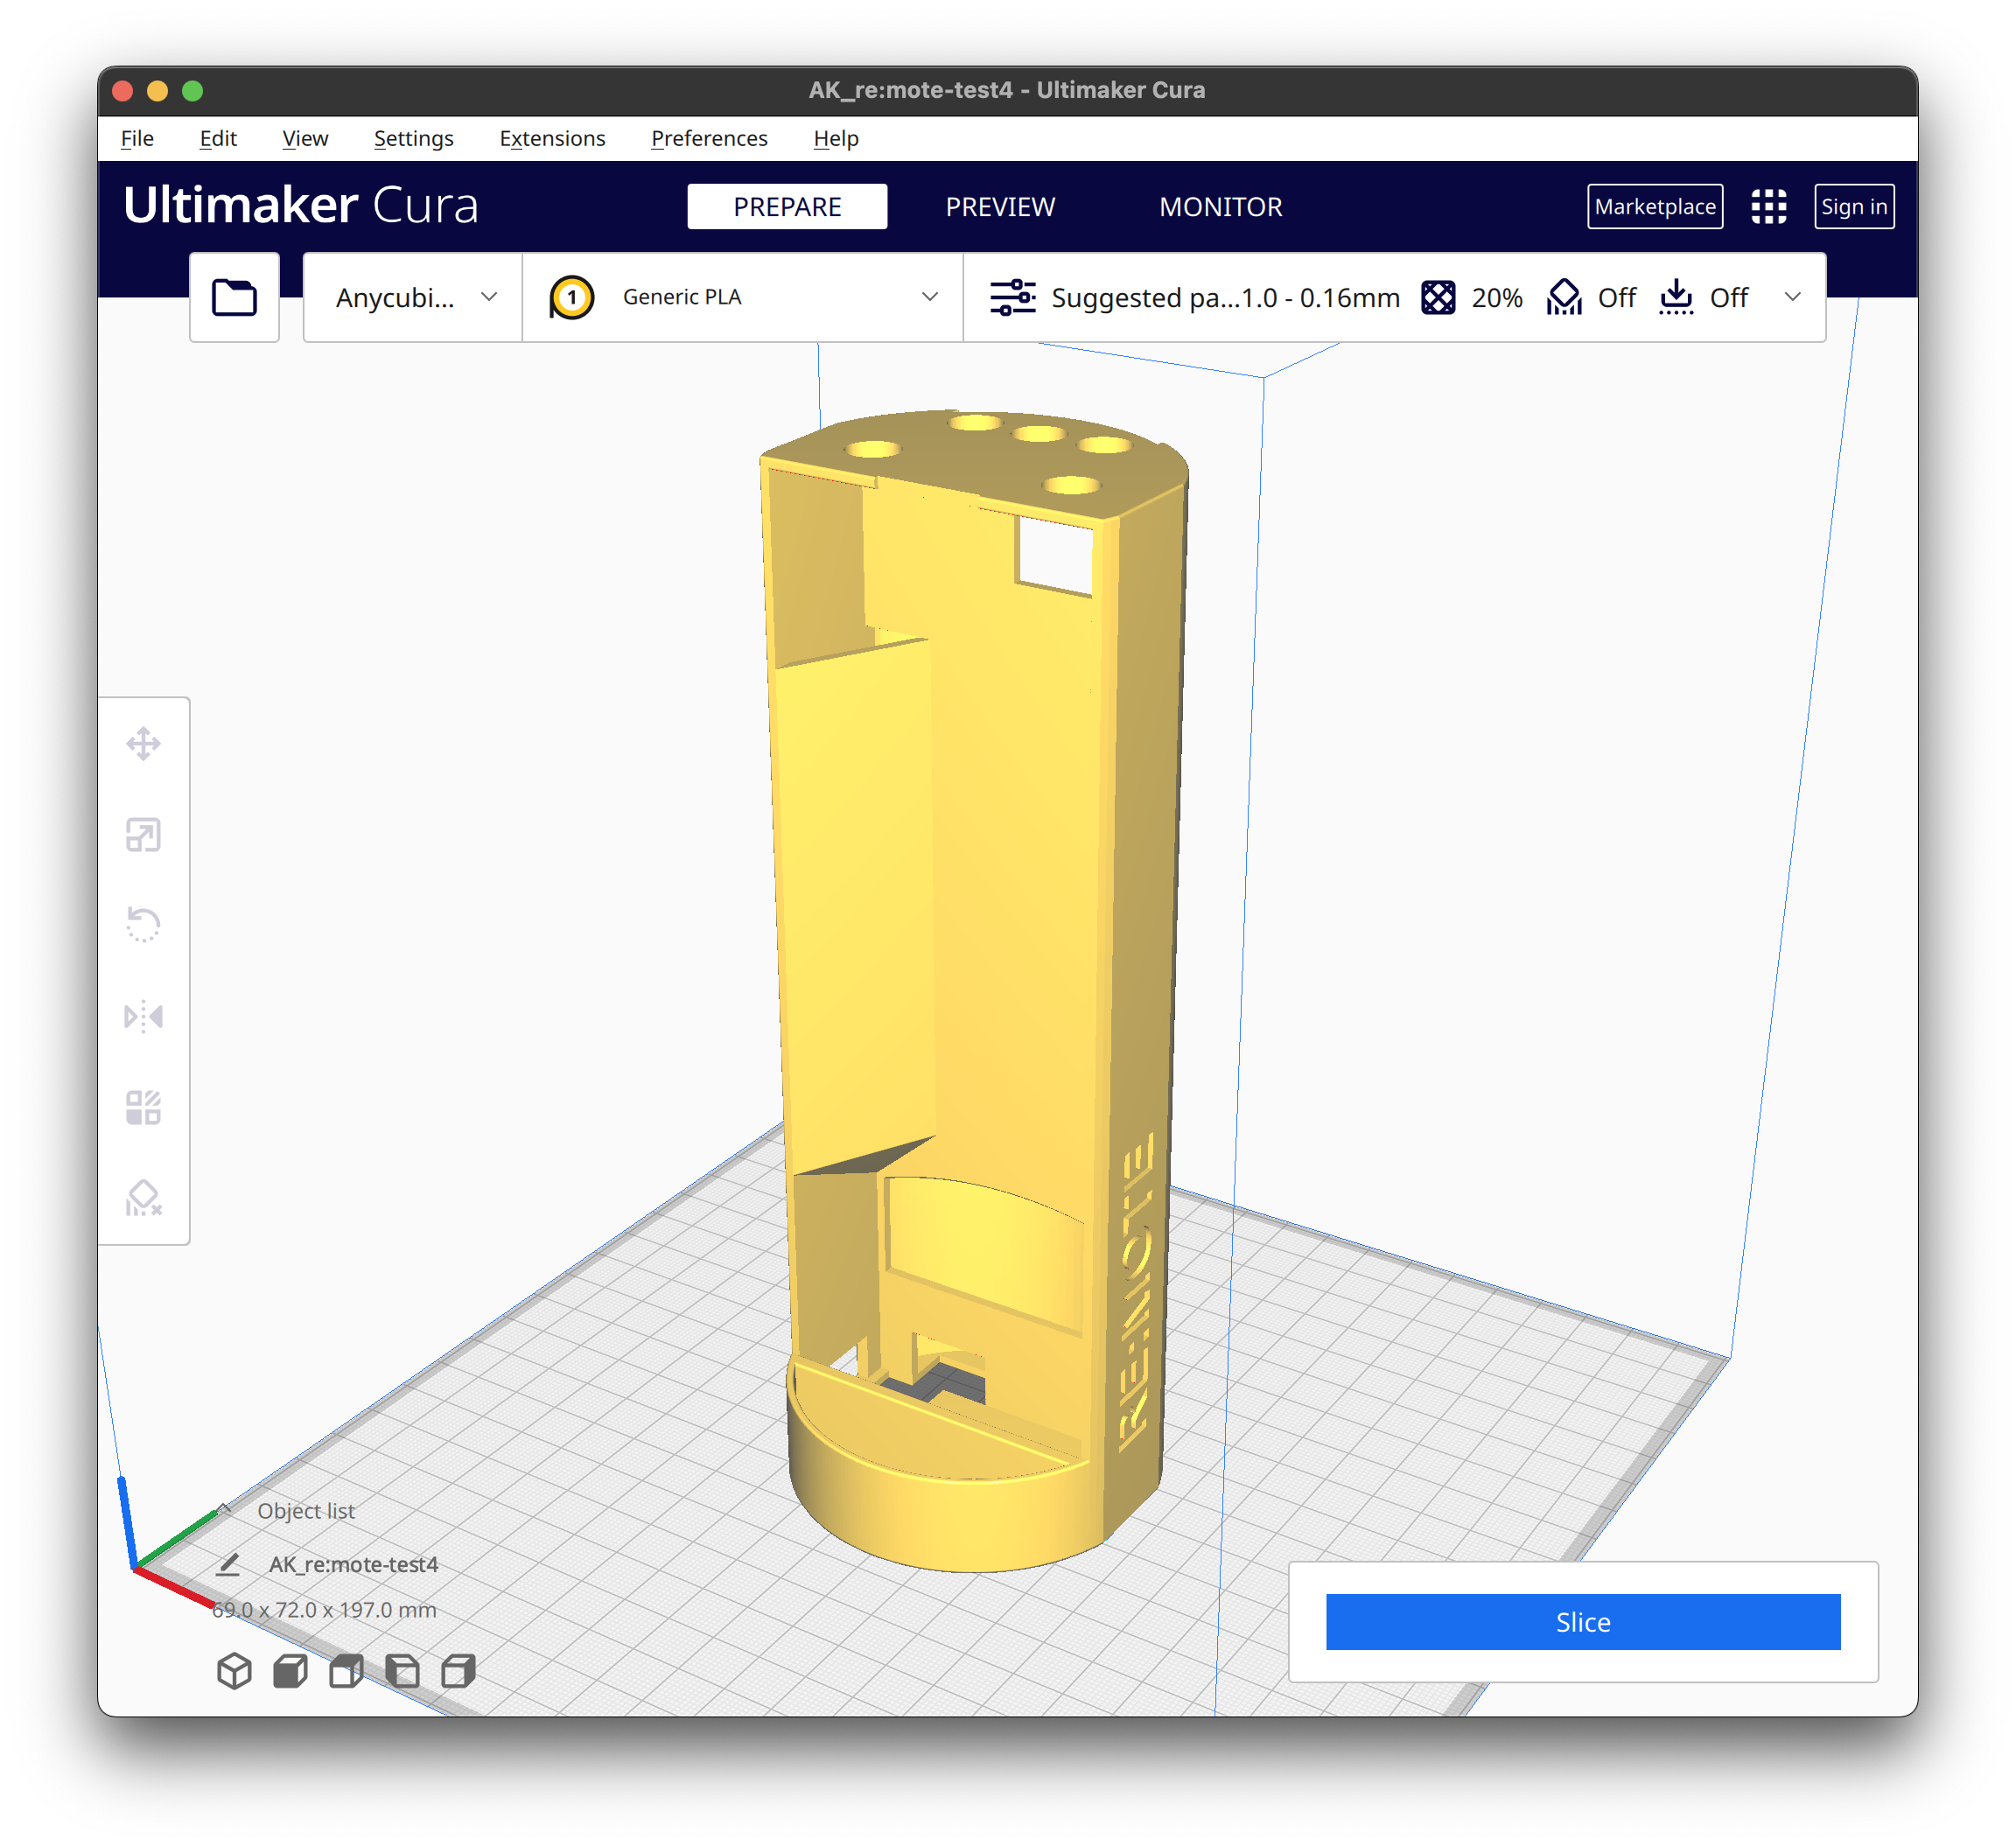 AK_re:mote-test4 - Ultimaker Cura
File Edit View Settings Extensions Preferences Help
Ultimaker Cura PREPARE PREVIEW MONITOR Marketplace Sign in
Anycubi... 1 Generic PLA Suggested pa...1.0 - 0.16mm 20% Off Off
RE:MOTE
Object list
AK_re:mote-test4
69.0 x 72.0 x 197.0 mm
Slice